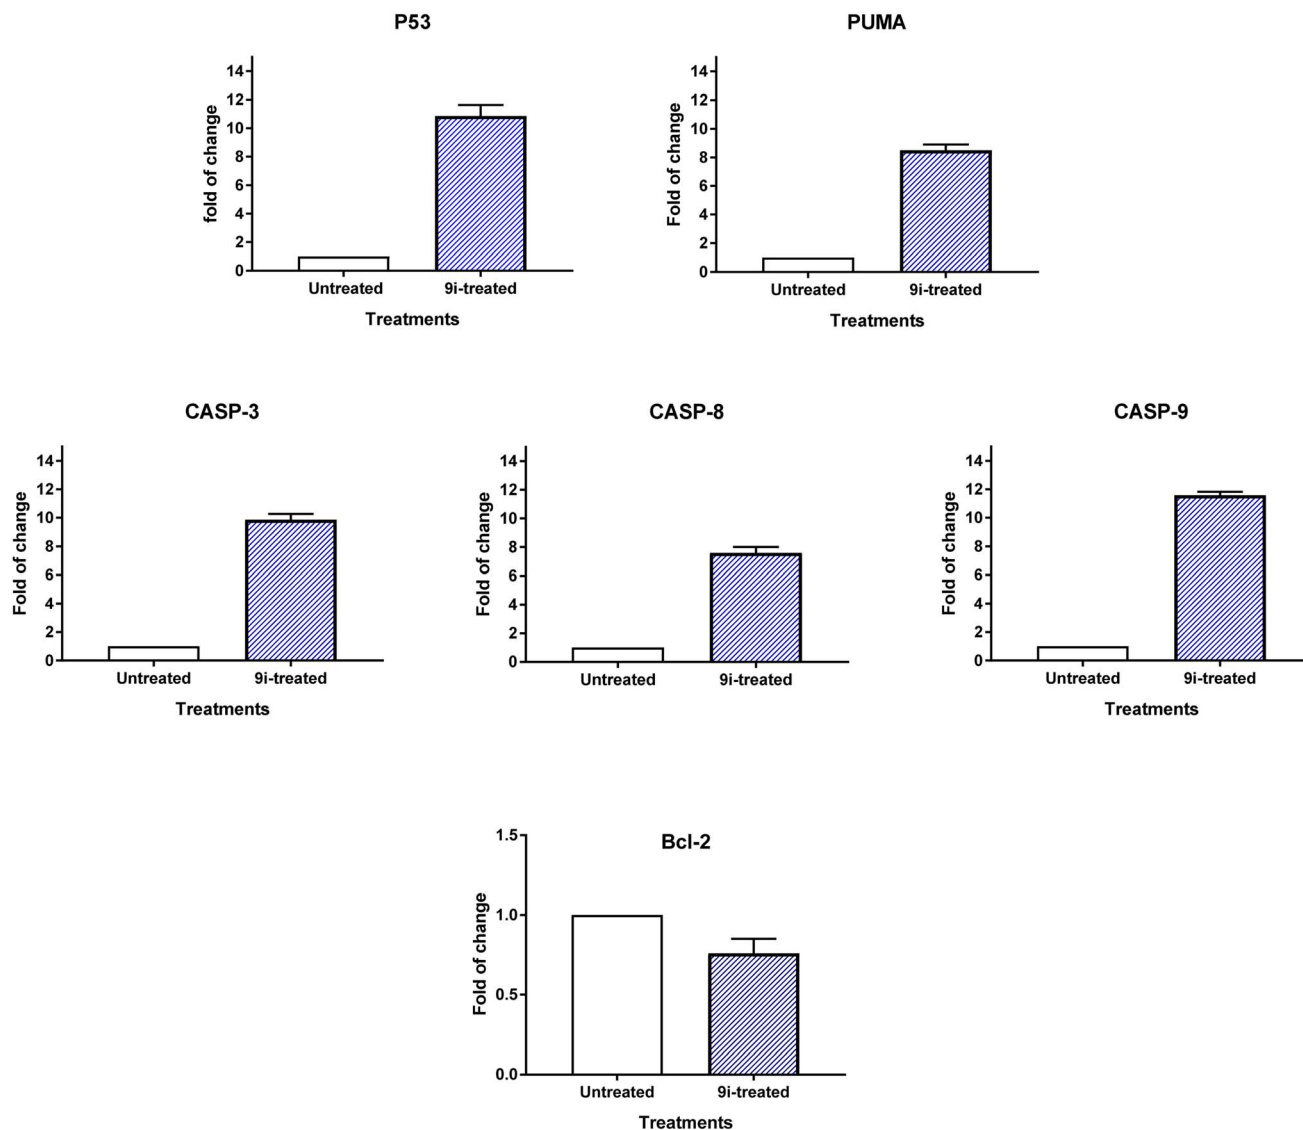 P53
14
12
10
8
6
4
2
0
fold of change
Untreated
9i-treated
Treatments
PUMA
14
12
10
8
6
4
2
0
Fold of change
Untreated
9i-treated
Treatments
CASP-3
14
12
10
8
6
4
2
0
Fold of change
Untreated
9i-treated
Treatments
CASP-8
14
12
10
8
6
4
2
0
Fold of change
Untreated
9i-treated
CASP-9
14
12
10
8
6
4
2
0
Fold of change
Untreated
9i-treated
Treatments
Bcl-2
1.5
1.0
0.5
0.0
Fold of change
Untreated
9i-treated
Treatments